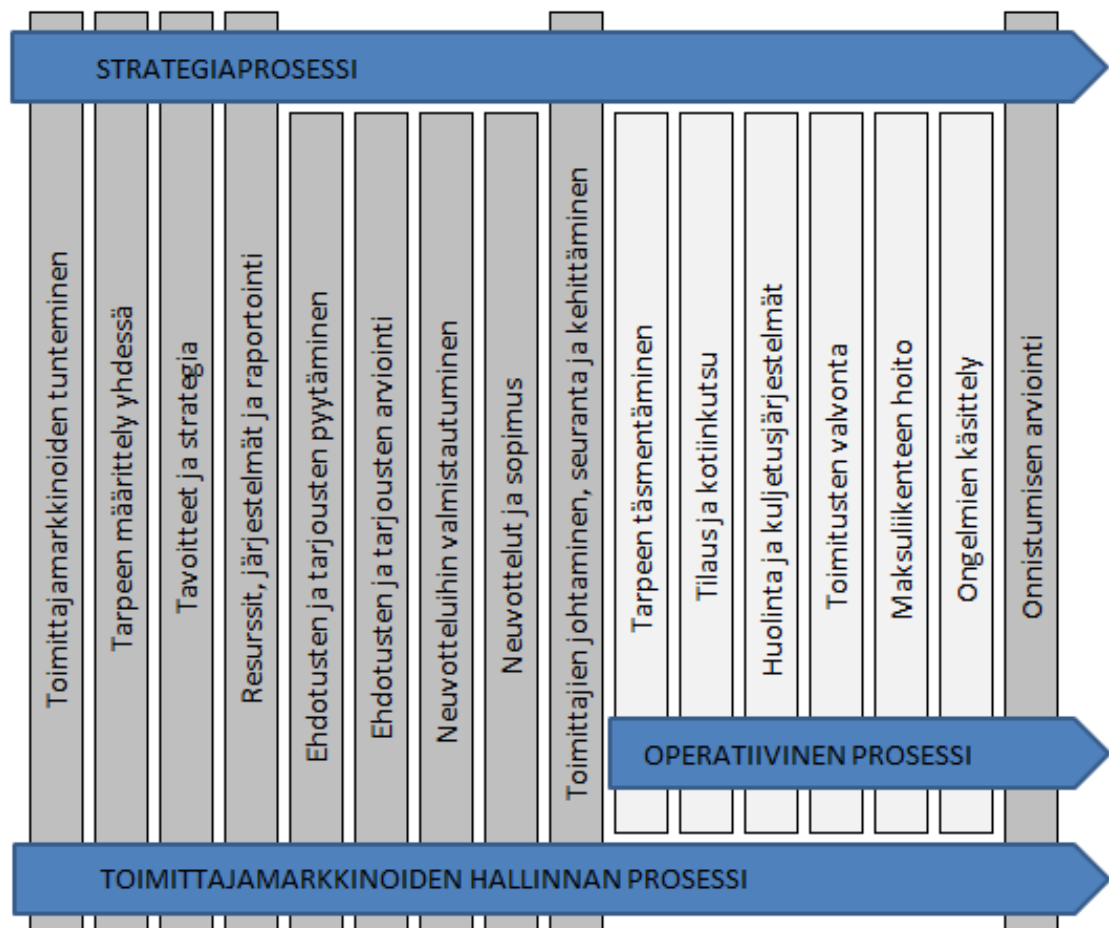 STRATEGIAPROSESSI
Toimittajamarkkinoiden tunteminen
Tarpeen määrittely yhdessä
Tavoitteet ja strategia
Resurssit, järjestelmät ja raportointi
Ehdotusten ja tarjousten pyytäminen
Ehdotusten ja tarjousten arviointi
Neuvotteluihin valmistautuminen
Neuvottelut ja sopimus
Toimittajien johtaminen, seuranta ja kehittäminen
Tarpeen täsmentäminen
Tilaus ja kotiinkutsu
Huolinta ja kuljetusjärjestelmät
Toimitusten valvonta
Maksuliikenteen hoito
Ongelmien käsittely
Onnistumisen arviointi
OPERATIIVINEN PROSESSI
TOIMITTAJAMARKKINOIDEN HALLINNAN PROSESSI